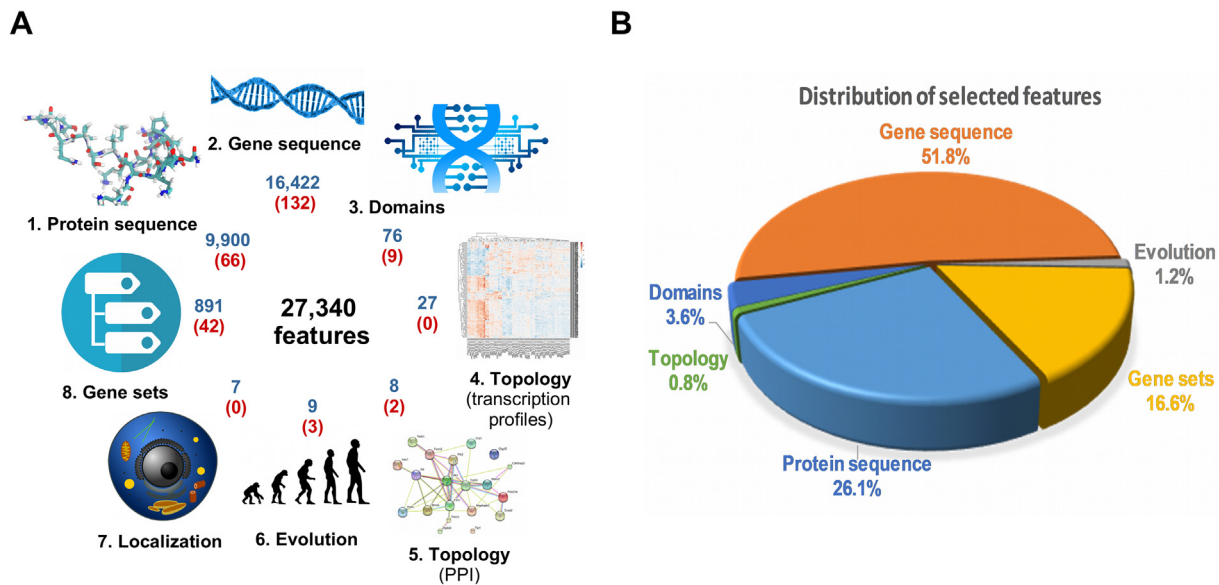 A
2. Gene sequence
16,422
(132)
1. Protein sequence
9,900
(66)
3. Domains
76
(9)
891
(42)
27,340
features
27
(0)
8. Gene sets
7
(0)
9
(3)
8
(2)
4. Topology
(transcription
profiles)
7. Localization
6. Evolution
5. Topology
(PPI)
B
Distribution of selected features
Gene sequence
51.8%
Evolution
1.2%
Domains
3.6%
Topology
0.8%
Gene sets
16.6%
Protein sequence
26.1%